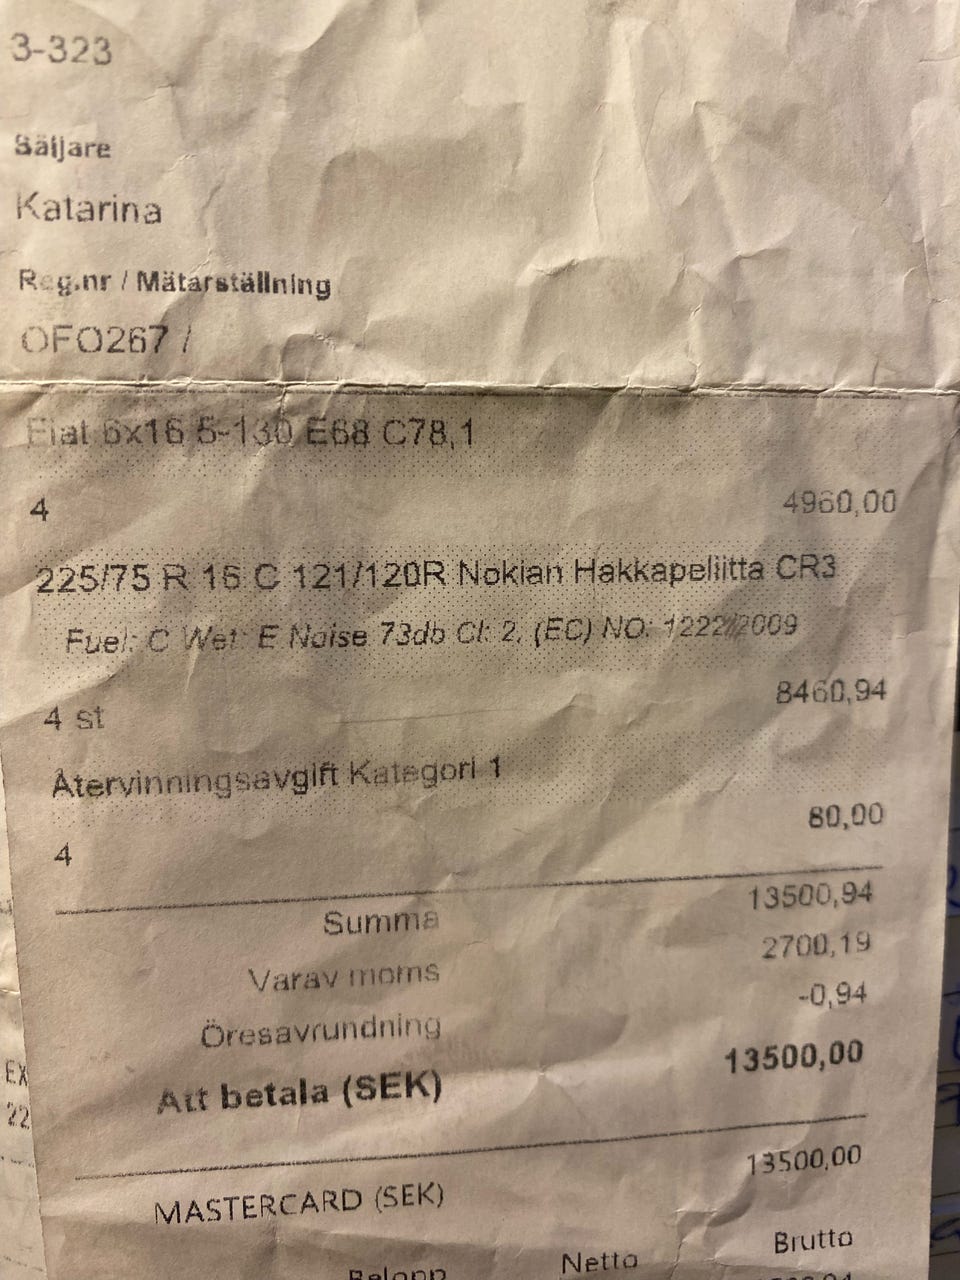 3-323
Säljare
Katarina
Reg.nr / Mätarställning
OFO267 /
Fiat 6x16 5-130 E68 C78,1
4 4960,00
225/75 R 16 C 121/120R Nokian Hakkapeliitta CR3
Fuel: C Wet: E Noise 73db Cl: 2, (EC) NO: 1222/2009
4 st 8460,94
Återvinningsavgift Kategori 1
4 80,00
Summa 13500,94
Varav moms 2700,19
Öresavrundning -0,94
Att betala (SEK) 13500,00
MASTERCARD (SEK) 13500,00
Belopp Netto Brutto
EX
22